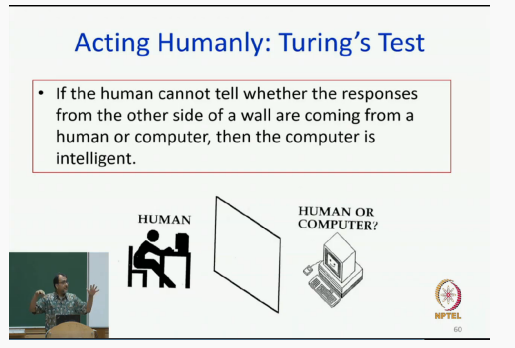 Acting Humanly: Turing's Test
• If the human cannot tell whether the responses
from the other side of a wall are coming from a
human or computer, then the computer is
intelligent.
HUMAN
HUMAN OR
COMPUTER?
NPTEL
60